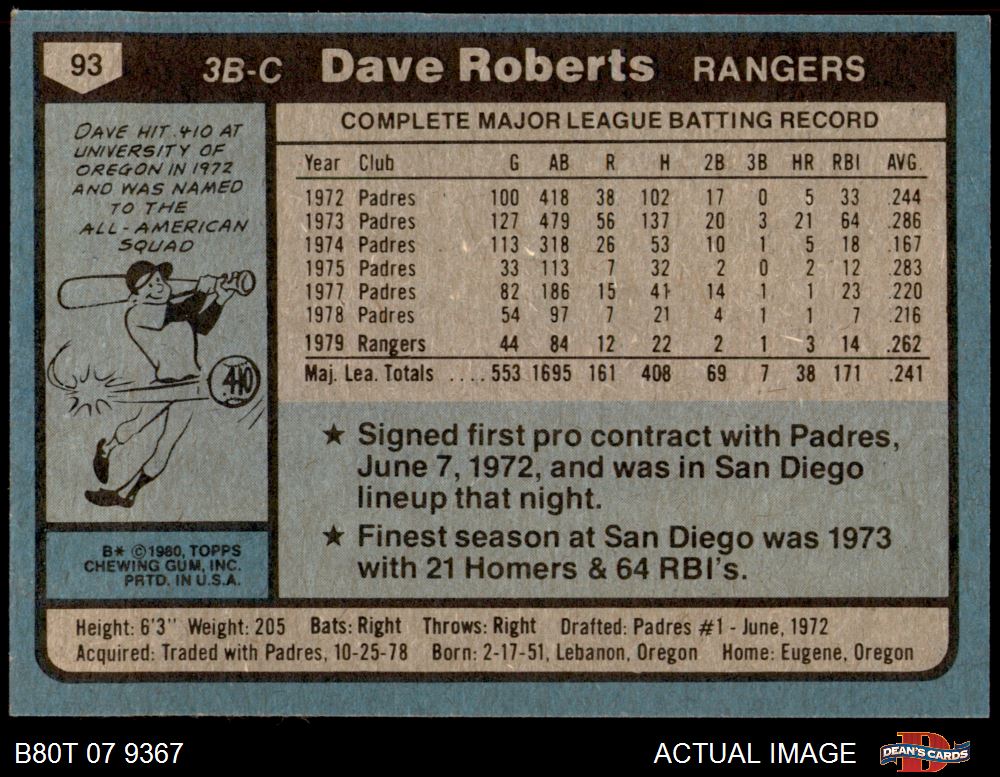 93 3B-C Dave Roberts RANGERS
DAVE HIT .410 AT
UNIVERSITY OF
OREGON IN 1972
AND WAS NAMED
TO THE
ALL-AMERICAN
SQUAD
.410
B* ©1980, TOPPS
CHEWING GUM, INC.
PRTD. IN U.S.A.
COMPLETE MAJOR LEAGUE BATTING RECORD
Year Club G AB R H 2B 3B HR RBI AVG.
1972 Padres 100 418 38 102 17 0 5 33 .244
1973 Padres 127 479 56 137 20 3 21 64 .286
1974 Padres 113 318 26 53 10 1 5 18 .167
1975 Padres 33 113 7 32 2 0 2 12 .283
1977 Padres 82 186 15 41 14 1 1 23 .220
1978 Padres 54 97 7 21 4 1 1 7 .216
1979 Rangers 44 84 12 22 2 1 3 14 .262
Maj. Lea. Totals .... 553 1695 161 408 69 7 38 171 .241
★ Signed first pro contract with Padres,
June 7, 1972, and was in San Diego
lineup that night.
★ Finest season at San Diego was 1973
with 21 Homers & 64 RBI's.
Height: 6'3" Weight: 205 Bats: Right Throws: Right Drafted: Padres #1 - June, 1972
Acquired: Traded with Padres, 10-25-78 Born: 2-17-51, Lebanon, Oregon Home: Eugene, Oregon
B80T 07 9367 ACTUAL IMAGE DEAN'S CARDS